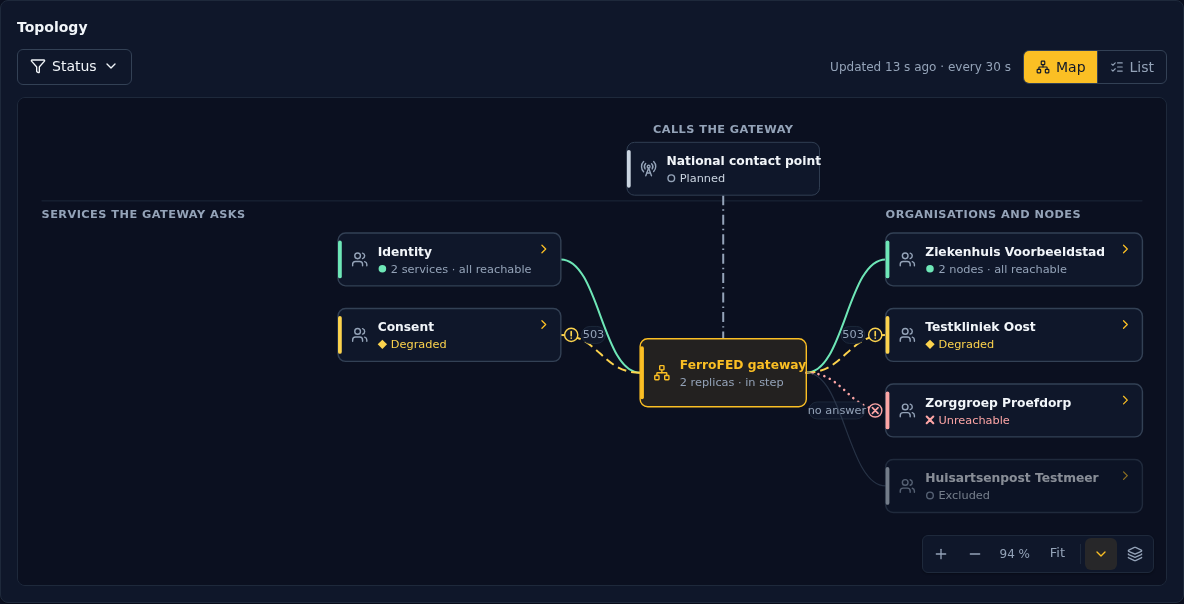 Topology
Status
Updated 13 s ago · every 30 s
Map
List
CALLS THE GATEWAY
National contact point
Planned
SERVICES THE GATEWAY ASKS
ORGANISATIONS AND NODES
Identity
2 services · all reachable
Ziekenhuis Voorbeeldstad
2 nodes · all reachable
Consent
Degraded
503
503
Testkliniek Oost
Degraded
FerroFED gateway
2 replicas · in step
no answer
Zorggroep Proefdorp
Unreachable
Huisartsenpost Testmeer
Excluded
94 %
Fit